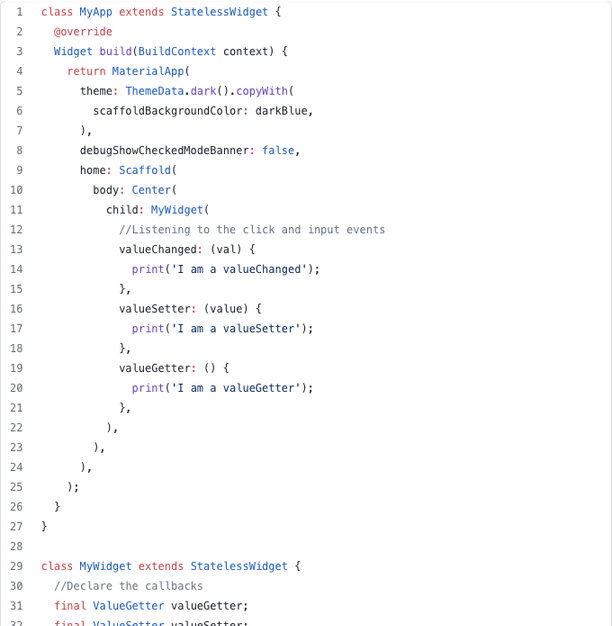 1 class MyApp extends StatelessWidget {
2   @override
3   Widget build(BuildContext context) {
4     return MaterialApp(
5       theme: ThemeData.dark().copyWith(
6         scaffoldBackgroundColor: darkBlue,
7       ),
8       debugShowCheckedModeBanner: false,
9       home: Scaffold(
10         body: Center(
11           child: MyWidget(
12             //Listening to the click and input events
13             valueChanged: (val) {
14               print('I am a valueChanged');
15             },
16             valueSetter: (value) {
17               print('I am a valueSetter');
18             },
19             valueGetter: () {
20               print('I am a valueGetter');
21             },
22           ),
23         ),
24       ),
25     );
26   }
27 }
28
29 class MyWidget extends StatelessWidget {
30   //Declare the callbacks
31   final ValueGetter valueGetter;
32   final ValueSetter valueSetter;